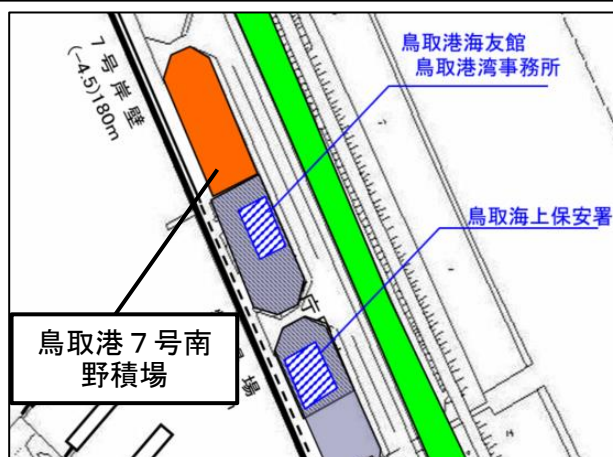 鳥取港海友館
鳥取港湾事務所
7号岸壁
(-4.5)180m
鳥取海上保安署
鳥取港7号南
野積場